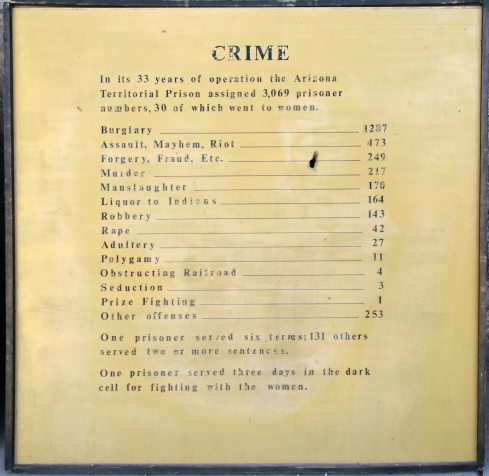 CRIME
In its 33 years of operation the Arizona
Territorial Prison assigned 3,069 prisoner
numbers, 30 of which went to women.
Burglary 1287
Assault, Mayhem, Riot 473
Forgery, Fraud, Etc. 249
Murder 217
Manslaughter 170
Liquor to Indians 164
Robbery 143
Rape 42
Adultery 27
Polygamy 11
Obstructing Railroad 4
Seduction 3
Prize Fighting 1
Other offenses 253
One prisoner served six terms; 131 others
served two or more sentences.
One prisoner served three days in the dark
cell for fighting with the women.